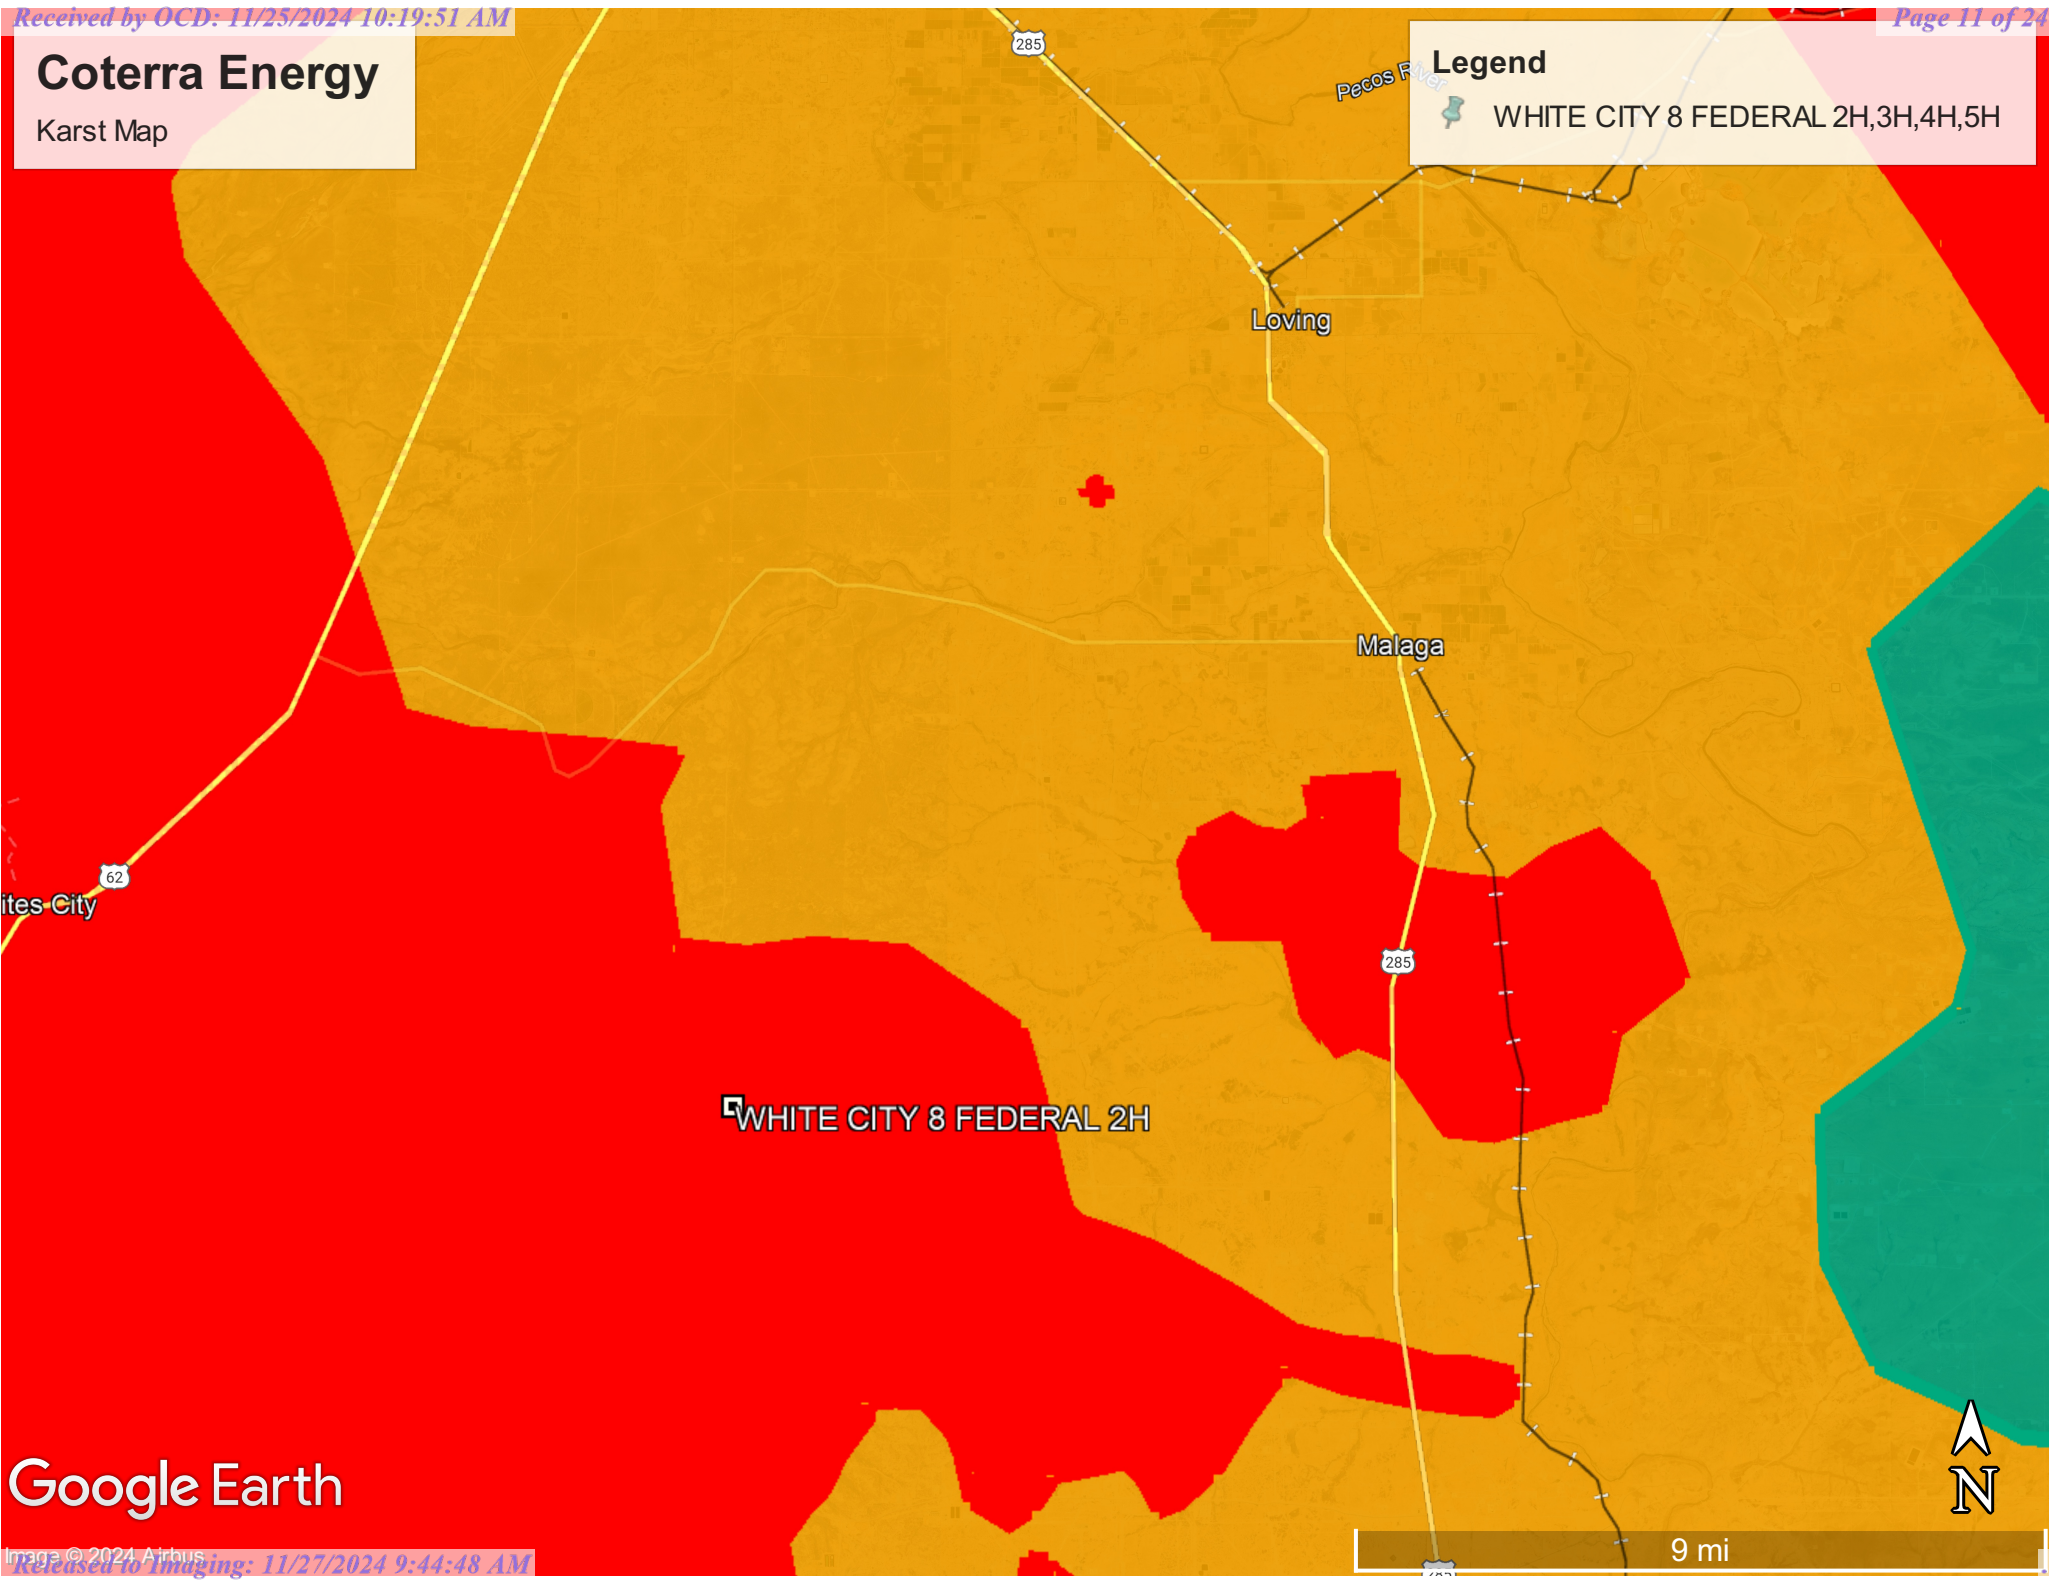 Received by OCD: 11/25/2024 10:19:51 AM
Page 11 of 24
Coterra Energy
Karst Map
285
Pecos River
Legend
WHITE CITY 8 FEDERAL 2H,3H,4H,5H
Loving
Malaga
62
ites City
285
WHITE CITY 8 FEDERAL 2H
N
Google Earth
9 mi
Image © 2024 Airbus
Released to Imaging: 11/27/2024 9:44:48 AM
285